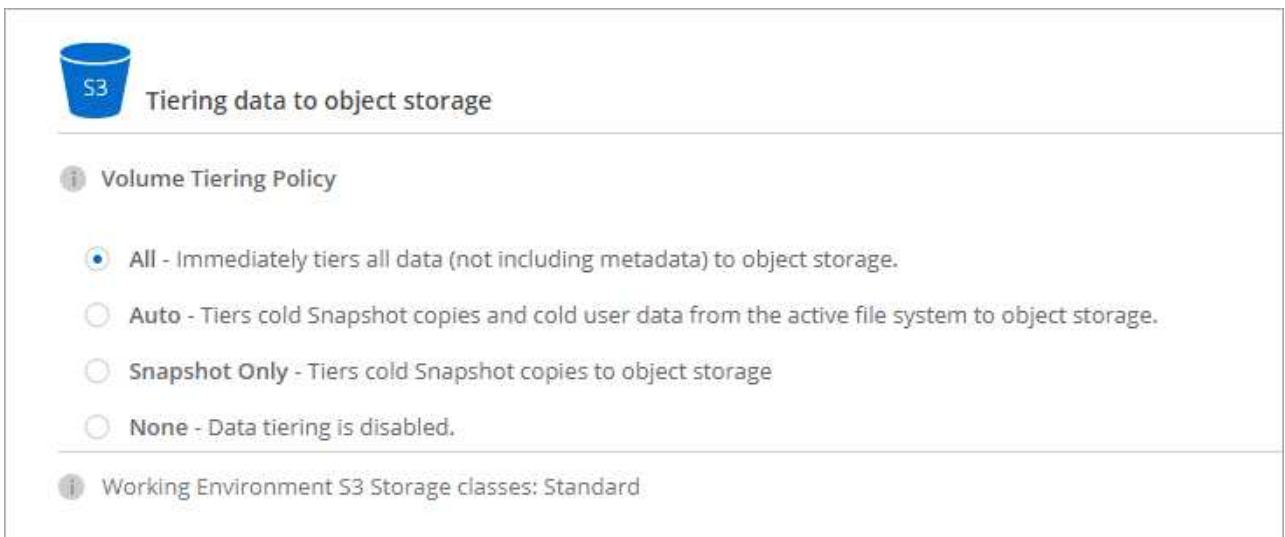 S3
Tiering data to object storage
i Volume Tiering Policy
All - Immediately tiers all data (not including metadata) to object storage.
Auto - Tiers cold Snapshot copies and cold user data from the active file system to object storage.
Snapshot Only - Tiers cold Snapshot copies to object storage
None - Data tiering is disabled.
i Working Environment S3 Storage classes: Standard